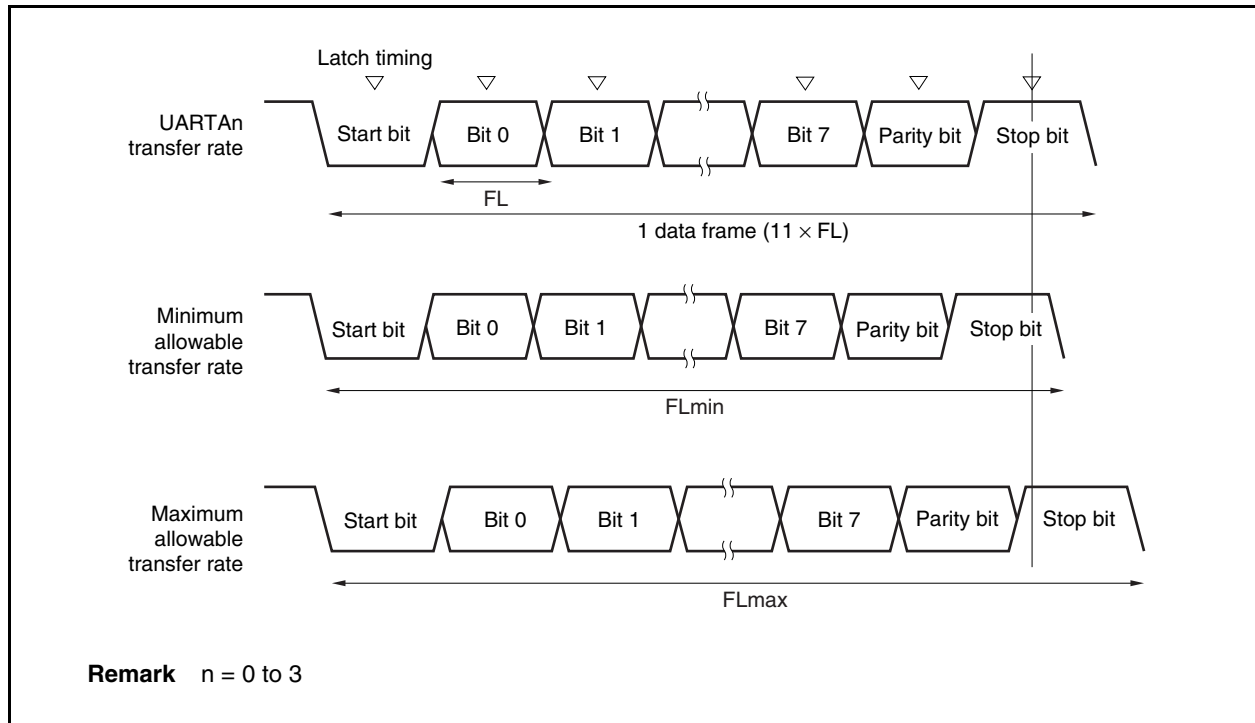 Latch timing
UARTAn
transfer rate
Start bit
Bit 0
Bit 1
Bit 7
Parity bit
Stop bit
FL
1 data frame (11 × FL)
Minimum
allowable
transfer rate
Start bit
Bit 0
Bit 1
Bit 7
Parity bit
Stop bit
FLmin
Maximum
allowable
transfer rate
Start bit
Bit 0
Bit 1
Bit 7
Parity bit
Stop bit
FLmax
Remark n = 0 to 3